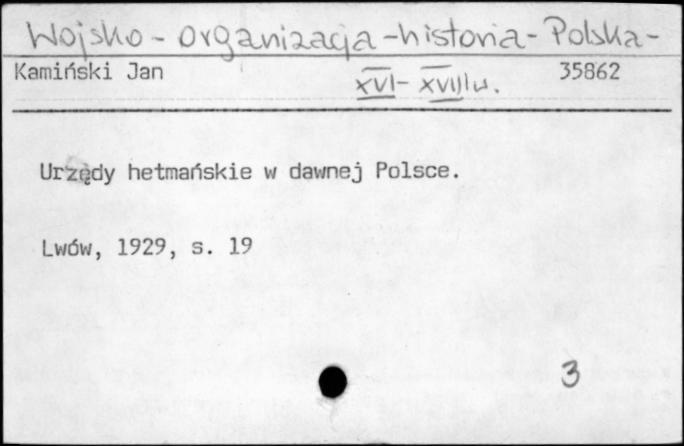 Wojsko - organizacja - historia - Polska -
Kamiński Jan XVI - XVIII w. 35862
Urzędy hetmańskie w dawnej Polsce.
Lwów, 1929, s. 19
3